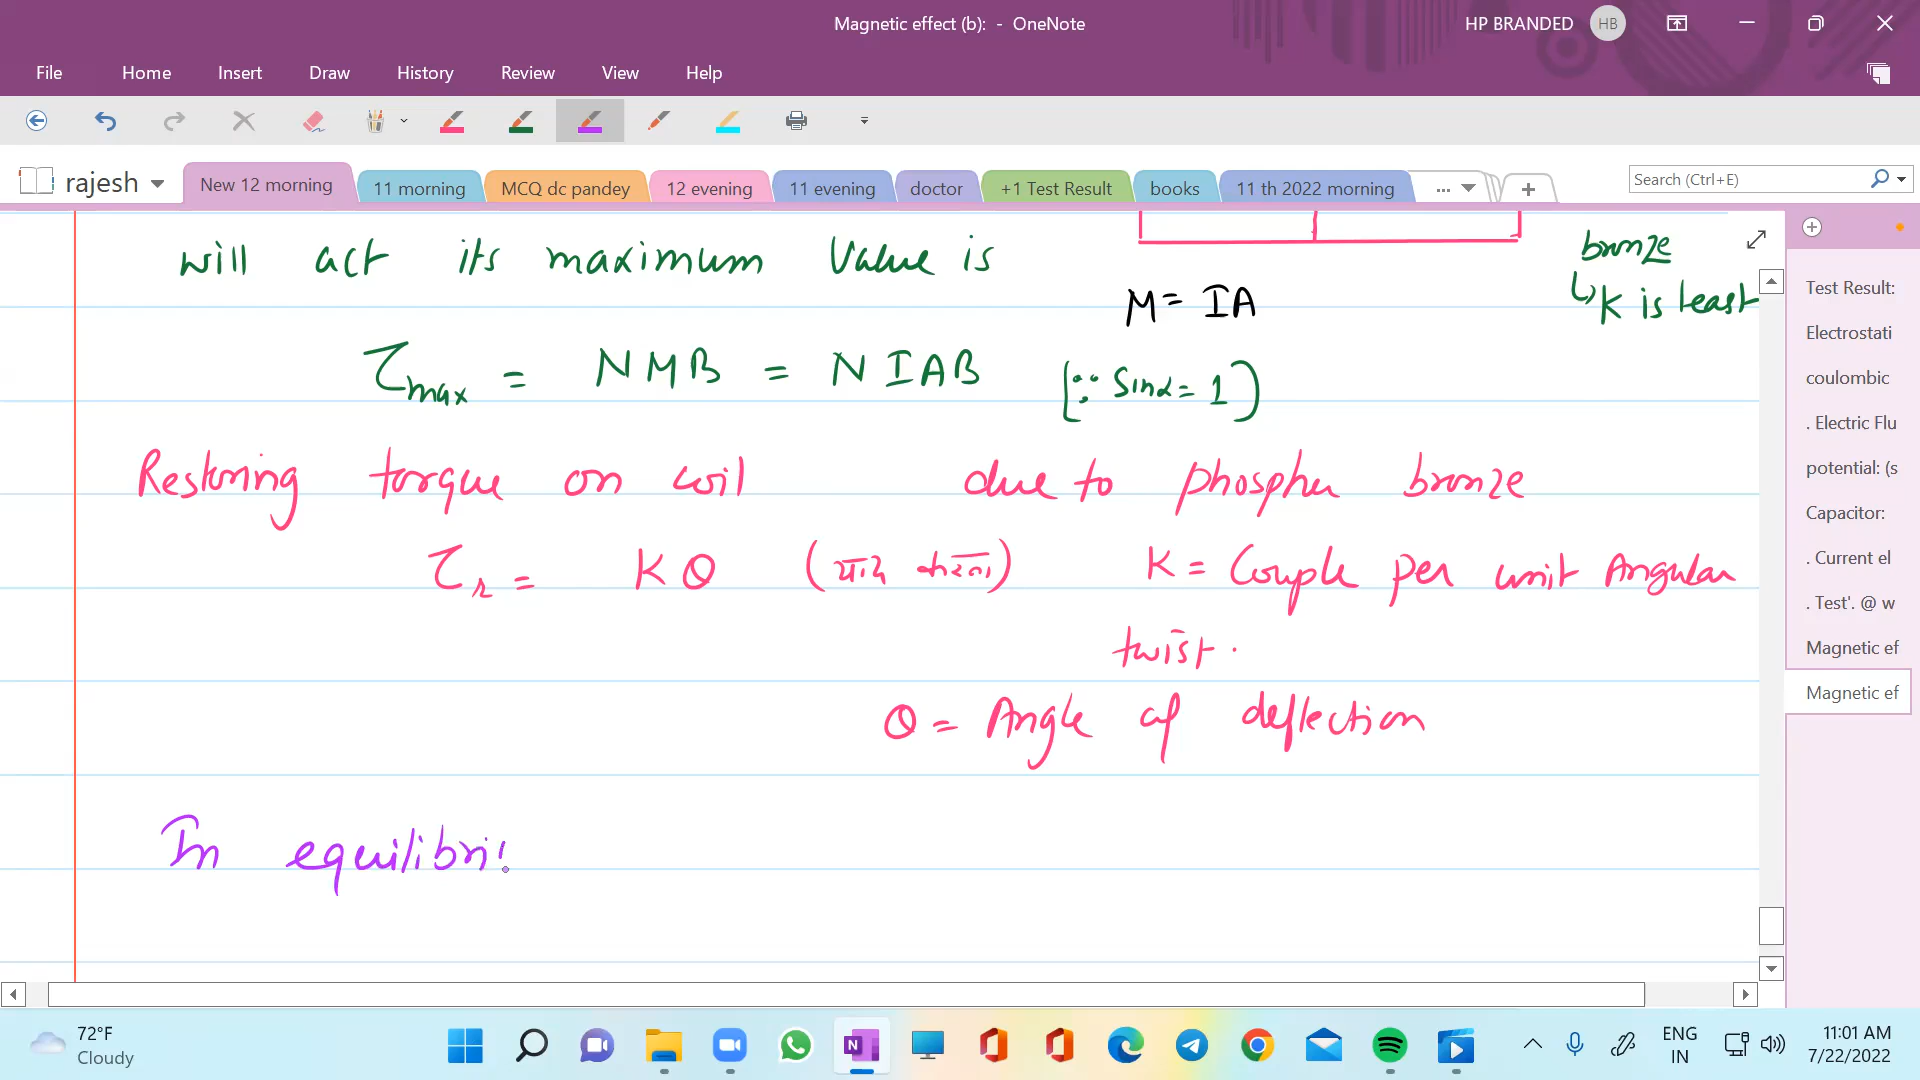 Magnetic effect (b): - OneNote
HP BRANDED HB
File Home Insert Draw History Review View Help
rajesh
New 12 morning 11 morning MCQ dc pandey 12 evening 11 evening doctor +1 Test Result books 11 th 2022 morning ...
Search (Ctrl+E)
will act its maximum Value is
bronze
↳ K is least
M = IA
τmax = NMB = NIAB [∵ Sinα = 1)
Restoring torque on coil due to phospher bronze
τr = Kθ K = Couple per unit Angular
twist.
θ = Angle of deflection
In equilibri
Test Result:
Electrostati
coulombic
. Electric Flu
potential: (s
Capacitor:
. Current el
. Test'. @ w
Magnetic ef
Magnetic ef
72°F
Cloudy
ENG
IN
11:01 AM
7/22/2022